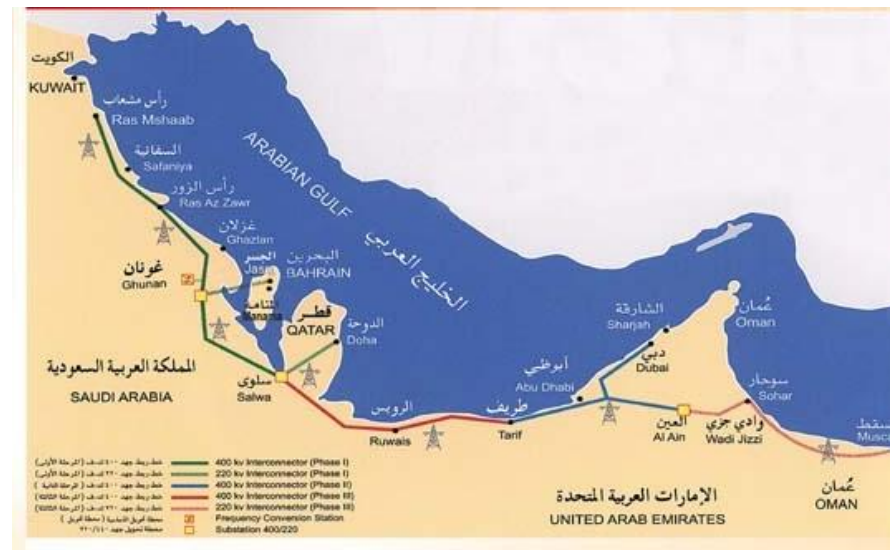 الكويت
KUWAIT
رأس مشعاب
Ras Mshaab
السفانية
Safaniya
رأس الزور
Ras Az Zawr
ARABIAN GULF
الخليج العربي
غزلان
Ghazlan
غونان
Ghunan
الجسر
Jasra
البحرين
BAHRAIN
المنامة
Manama
قطر
QATAR
الدوحة
Doha
المملكة العربية السعودية
SAUDI ARABIA
سلوى
Salwa
الرويس
Ruwais
طريف
Tarif
أبوظبي
Abu Dhabi
الشارقة
Sharjah
دبي
Dubai
عُمان
Oman
العين
Al Ain
وادي جزي
Wadi Jizzi
سوحار
Sohar
مسقط
عُمان
OMAN
الإمارات العربية المتحدة
UNITED ARAB EMIRATES
400 kv Interconnector (Phase I)
220 kv Interconnector (Phase I)
400 kv Interconnector (Phase II)
400 kv Interconnector (Phase III)
220 kv Interconnector (Phase III)
Frequency Conversion Station
Substation 400/220